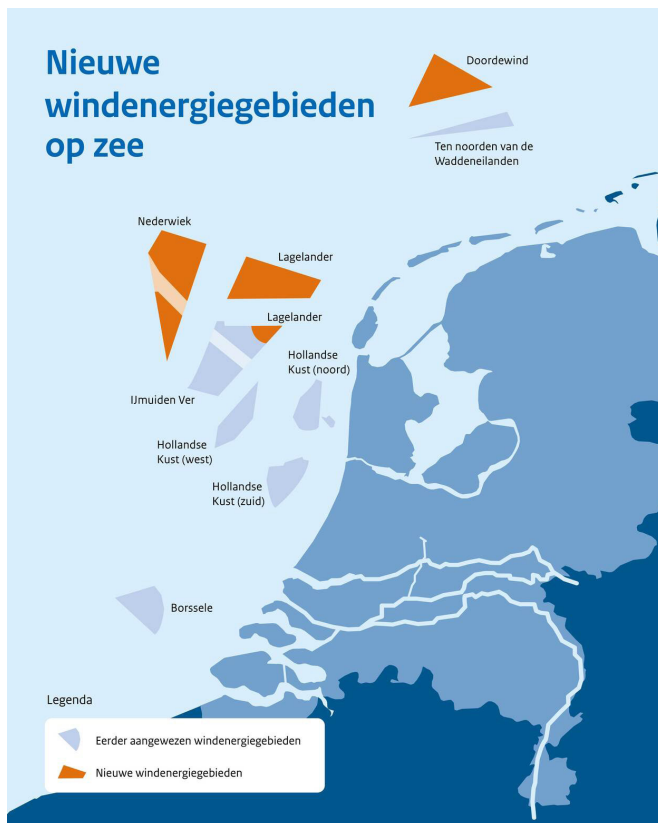 Nieuwe
windenergiegebieden
op zee
Doordewind
Ten noorden van de
Waddeneilanden
Nederwiek
Lagelander
Lagelander
Hollandse
Kust (noord)
IJmuiden Ver
Hollandse
Kust (west)
Hollandse
Kust (zuid)
Borssele
Legenda
Eerder aangewezen windenergiegebieden
Nieuwe windenergiegebieden